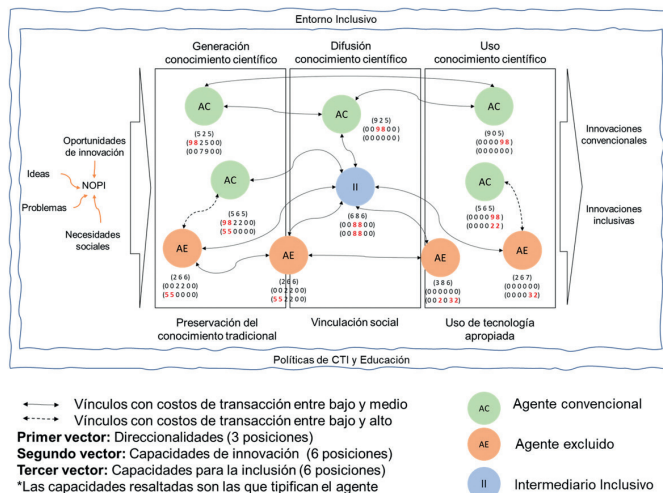 Entorno Inclusivo
Generación
conocimiento científico
Difusión
conocimiento científico
Uso
conocimiento científico
AC
(5 2 5)
(9 8 2 5 0 0)
(0 0 7 9 0 0)
AC
(9 2 5)
(0 0 9 8 0 0)
(0 0 0 0 0 0)
AC
(9 0 5)
(0 0 0 0 9 8)
(0 0 0 0 0 0)
Oportunidades
de innovación
Ideas
NOPI
Problemas
Necesidades
sociales
AC
(5 6 5)
(9 8 2 2 0 0)
(5 5 0 0 0 0)
II
(6 8 6)
(0 0 8 8 0 0)
(0 0 8 8 0 0)
AC
(5 6 5)
(0 0 0 0 9 8)
(0 0 0 0 2 2)
AE
(2 6 6)
(0 0 2 2 0 0)
(5 5 0 0 0 0)
AE
(2 6 6)
(0 0 2 2 0 0)
(5 5 2 2 0 0)
AE
(3 8 6)
(0 0 0 0 0 0)
(0 0 2 0 3 2)
AE
(2 6 7)
(0 0 0 0 0 0)
(0 0 0 0 3 2)
Innovaciones
convencionales
Innovaciones
inclusivas
Preservación del
conocimiento tradicional
Vinculación social
Uso de tecnología
apropiada
Políticas de CTI y Educación
Vínculos con costos de transacción entre bajo y medio
Vínculos con costos de transacción entre bajo y alto
Primer vector: Direccionalidades (3 posiciones)
Segundo vector: Capacidades de innovación (6 posiciones)
Tercer vector: Capacidades para la inclusión (6 posiciones)
*Las capacidades resaltadas son las que tipifican el agente
AC
Agente convencional
AE
Agente excluido
II
Intermediario Inclusivo